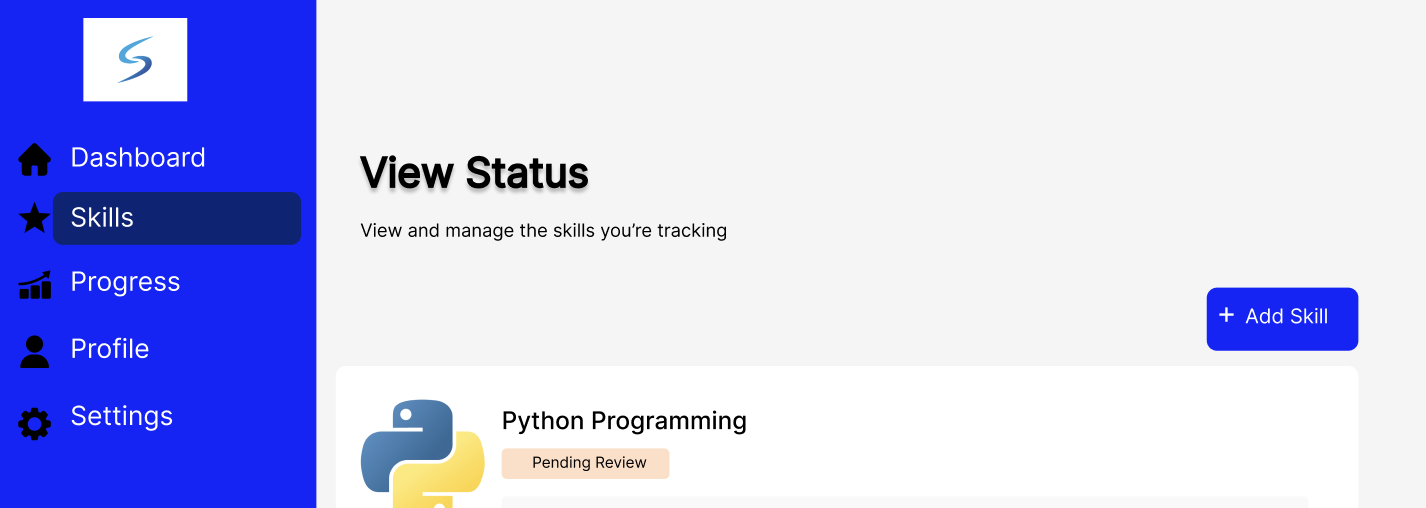 Dashboard
Skills
Progress
Profile
Settings
View Status
View and manage the skills you’re tracking
+ Add Skill
Python Programming
Pending Review